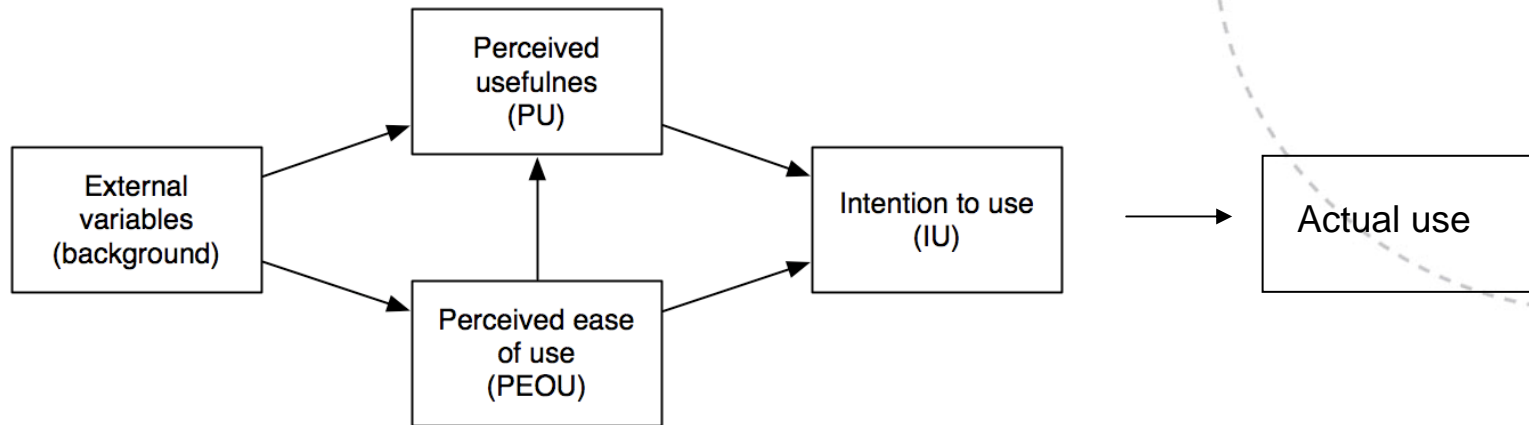 Perceived
usefulnes
(PU)
External
variables
(background)
Perceived ease
of use
(PEOU)
Intention to use
(IU)
Actual use